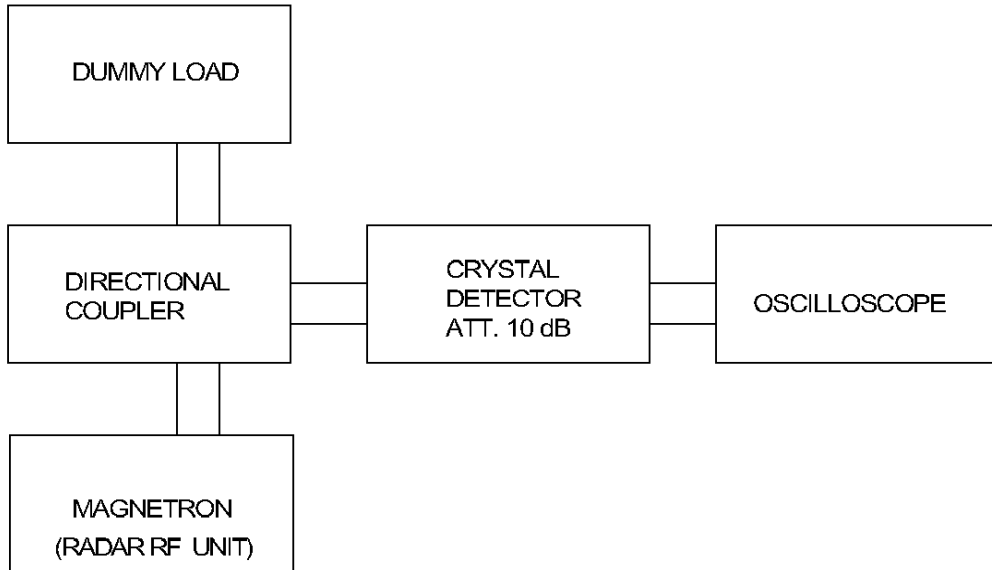 DUMMY LOAD
DIRECTIONAL
COUPLER
CRYSTAL
DETECTOR
ATT. 10 dB
OSCILLOSCOPE
MAGNETRON
(RADAR RF UNIT)